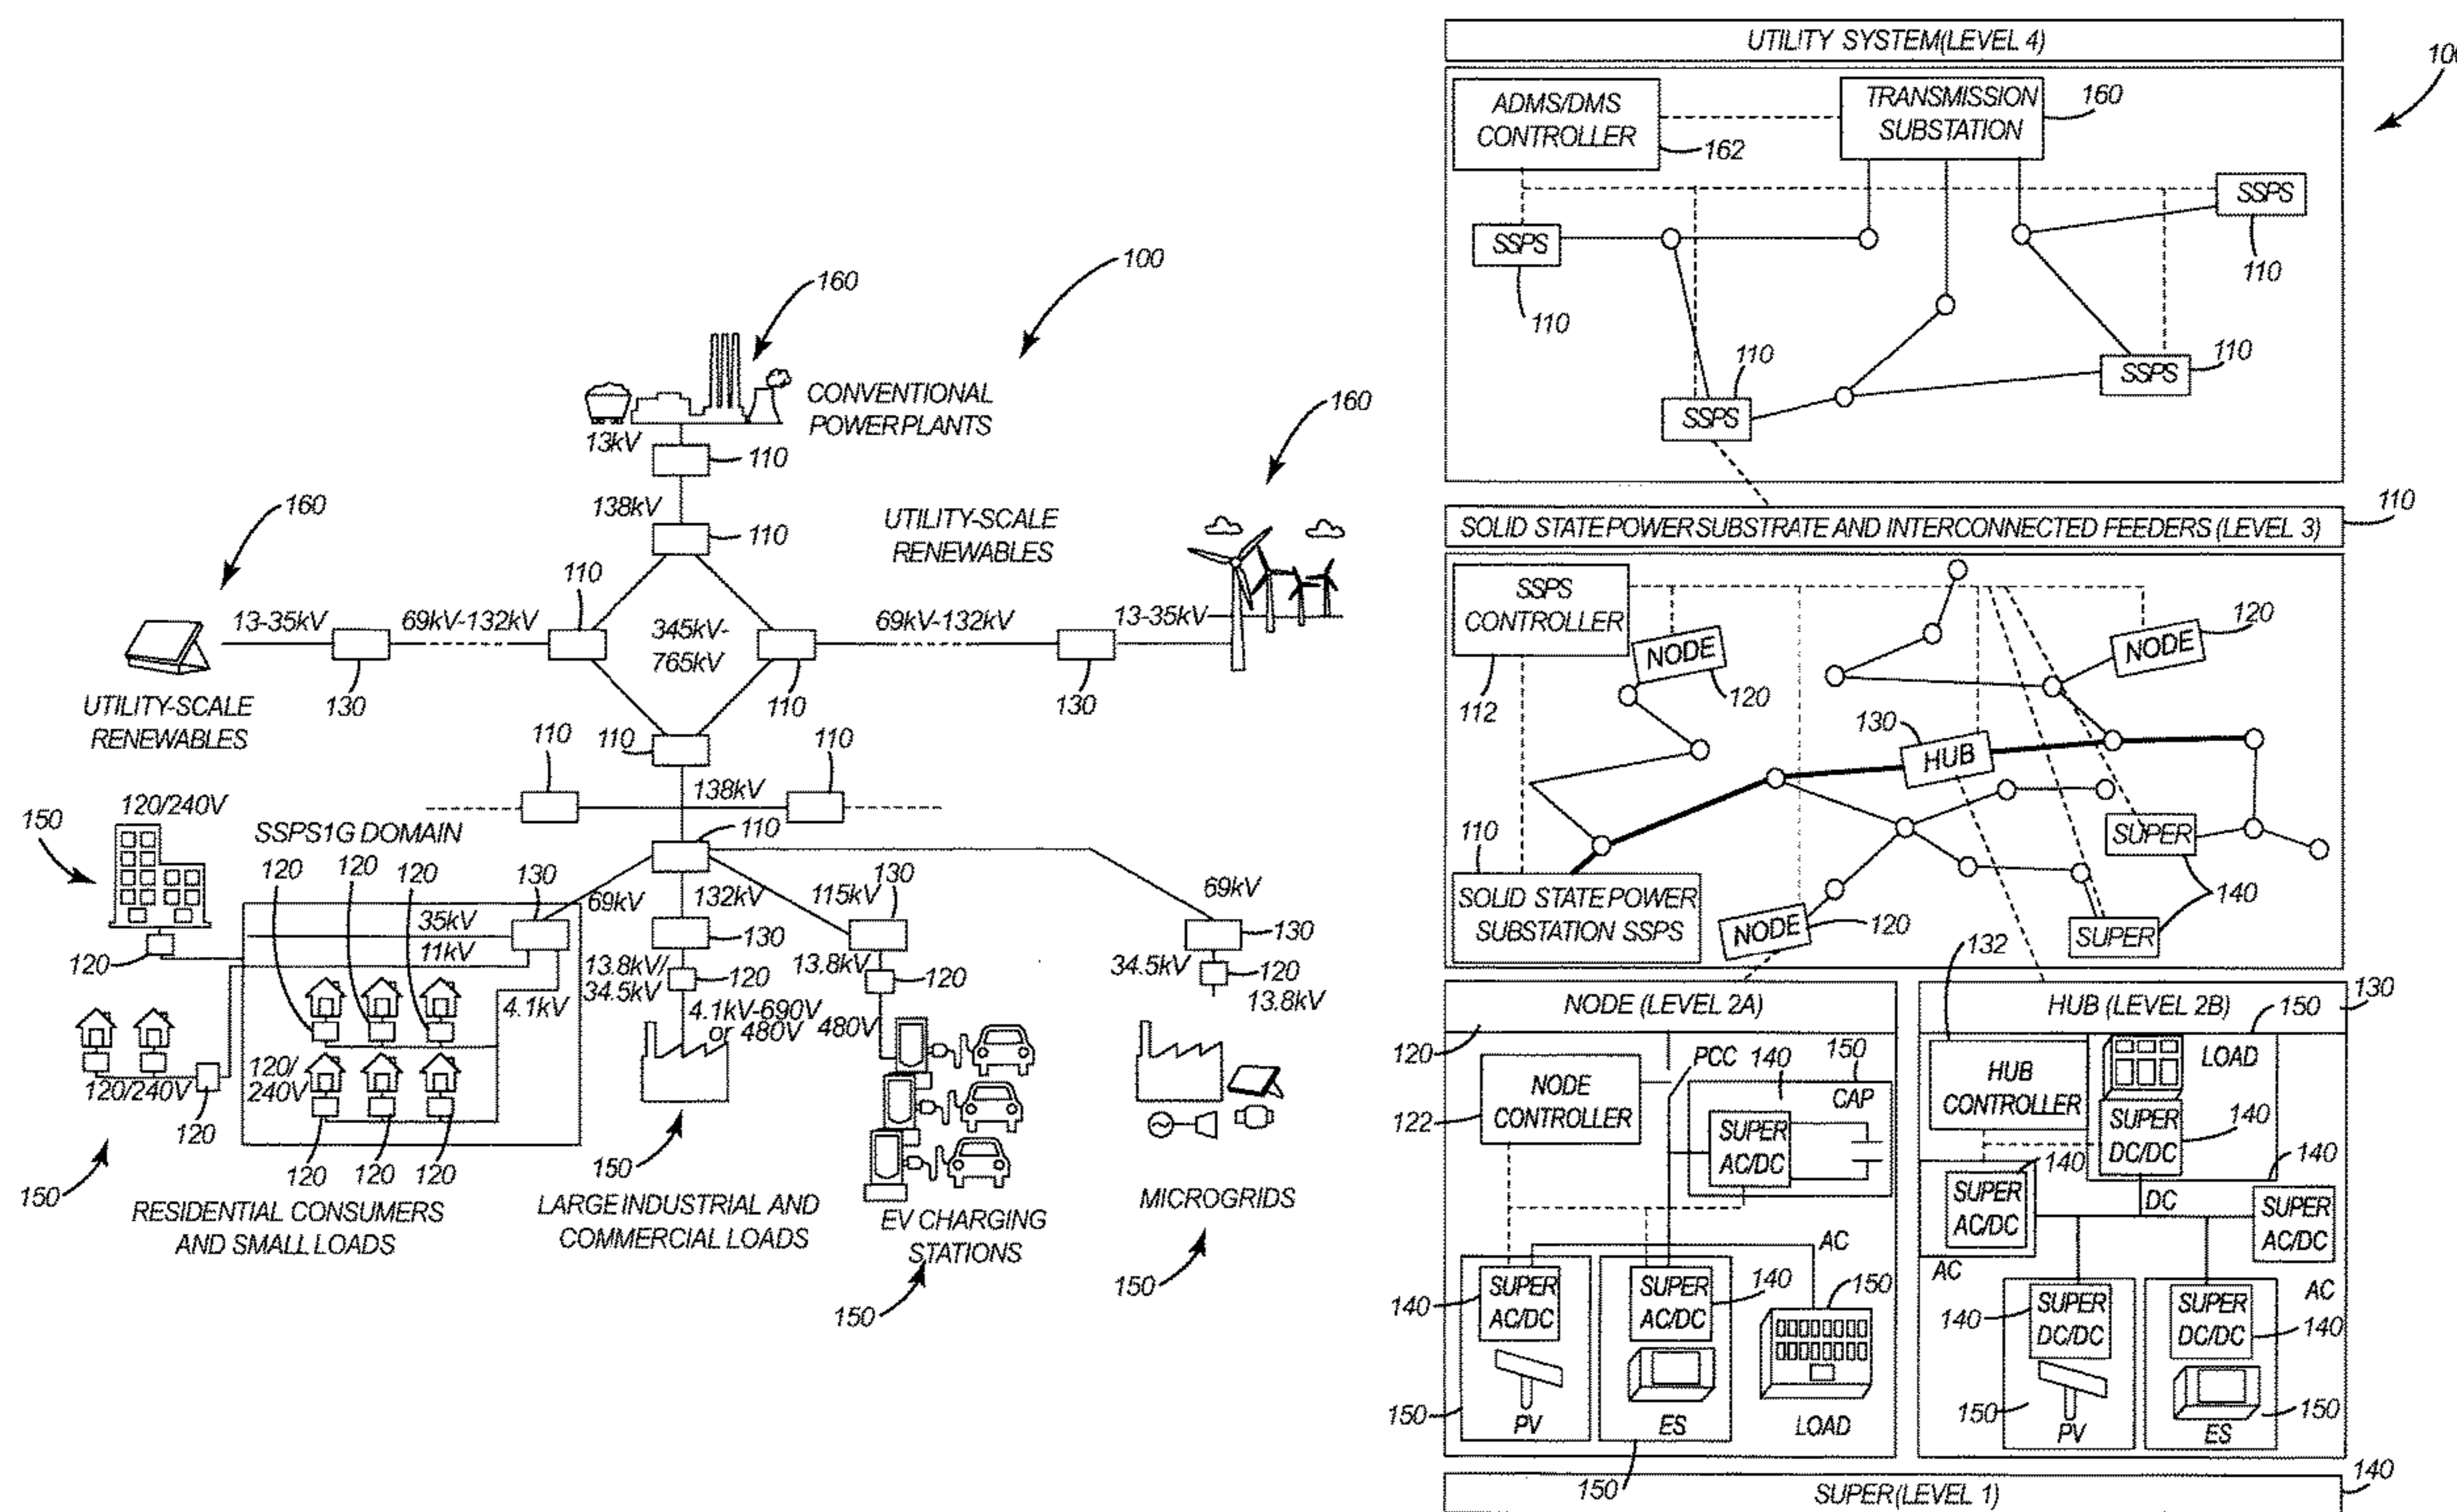 160
100
CONVENTIONAL
POWER PLANTS
13kV
110
138kV
110
160
UTILITY-SCALE
RENEWABLES
160
110
13-35kV
69kV-132kV
345kV-
765kV
69kV-132kV
13-35kV
130
110
130
UTILITY-SCALE
RENEWABLES
110
110
110
138kV
120/240V
150
SSPS1G DOMAIN
110
120
120
120
130
69kV
132kV
115kV
130
69kV
35kV
11kV
120
130
130
13.8kV/
34.5kV
120
13.8kV
120
34.5kV
120
13.8kV
4.1kV
4.1kV-690V
or 480V
480V
120/240V
120/
240V
120
120
120
120
150
150
150
RESIDENTIAL CONSUMERS
AND SMALL LOADS
LARGE INDUSTRIAL AND
COMMERCIAL LOADS
EV CHARGING
STATIONS
150
MICROGRIDS
150
UTILITY SYSTEM(LEVEL 4)
ADMS/DMS
CONTROLLER
162
TRANSMISSION
SUBSTATION
160
SSPS
110
SSPS
110
SSPS
110
SSPS
110
SOLID STATE POWER SUBSTRATE AND INTERCONNECTED FEEDERS (LEVEL 3)
110
SSPS
CONTROLLER
112
NODE
120
NODE
120
130
HUB
110
SOLID STATE POWER
SUBSTATION SSPS
NODE
120
SUPER
140
SUPER
132
NODE (LEVEL 2A)
120
NODE
CONTROLLER
122
PCC
140
150
CAP
SUPER
AC/DC
AC
140
SUPER
AC/DC
SUPER
AC/DC
140
150
150
PV
ES
LOAD
150
HUB (LEVEL 2B)
130
150
HUB
CONTROLLER
LOAD
SUPER
DC/DC
140
140
140
SUPER
AC/DC
DC
SUPER
AC/DC
AC
AC
140
SUPER
DC/DC
SUPER
DC/DC
140
150
PV
ES
150
SUPER(LEVEL 1)
140